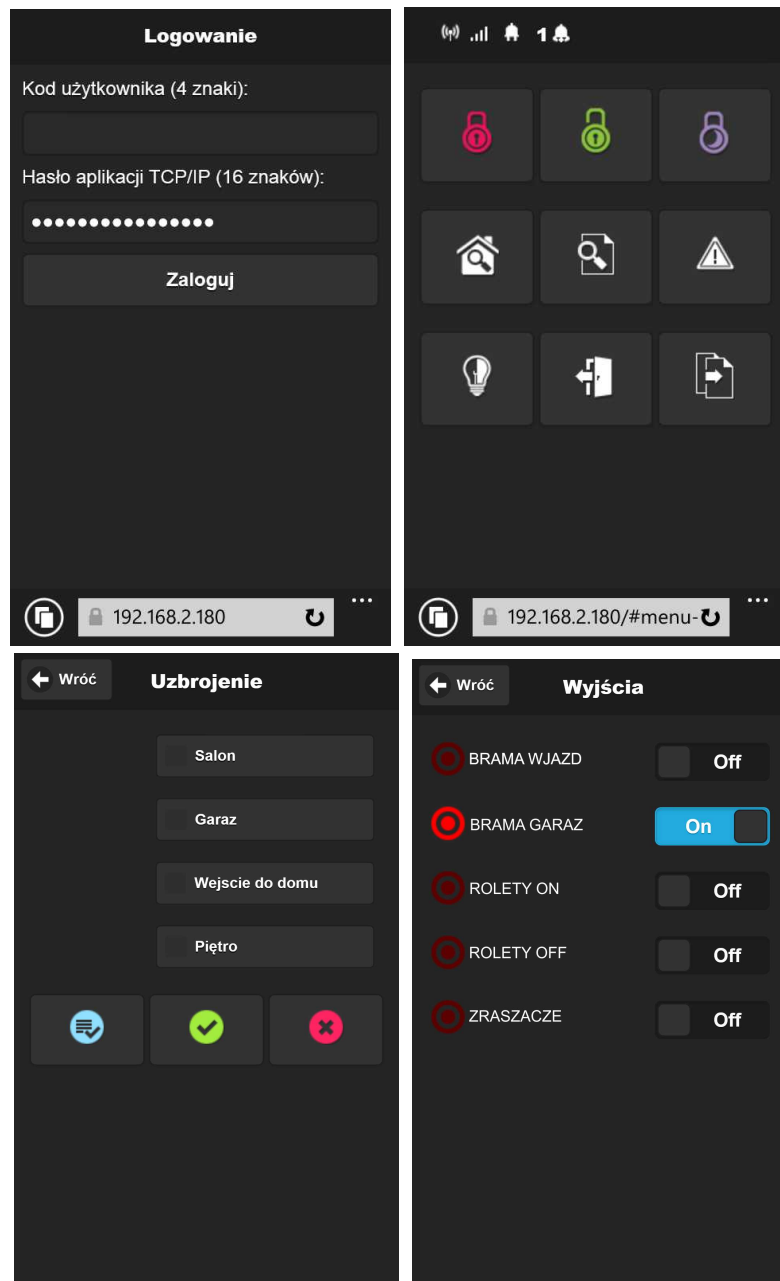 Logowanie
Kod użytkownika (4 znaki):
Hasło aplikacji TCP/IP (16 znaków):
●●●●●●●●●●●●●●●●
Zaloguj
192.168.2.180
1
192.168.2.180/#menu-
Wróć
Uzbrojenie
Salon
Garaz
Wejscie do domu
Piętro
Wróć
Wyjścia
BRAMA WJAZD Off
BRAMA GARAZ On
ROLETY ON Off
ROLETY OFF Off
ZRASZACZE Off